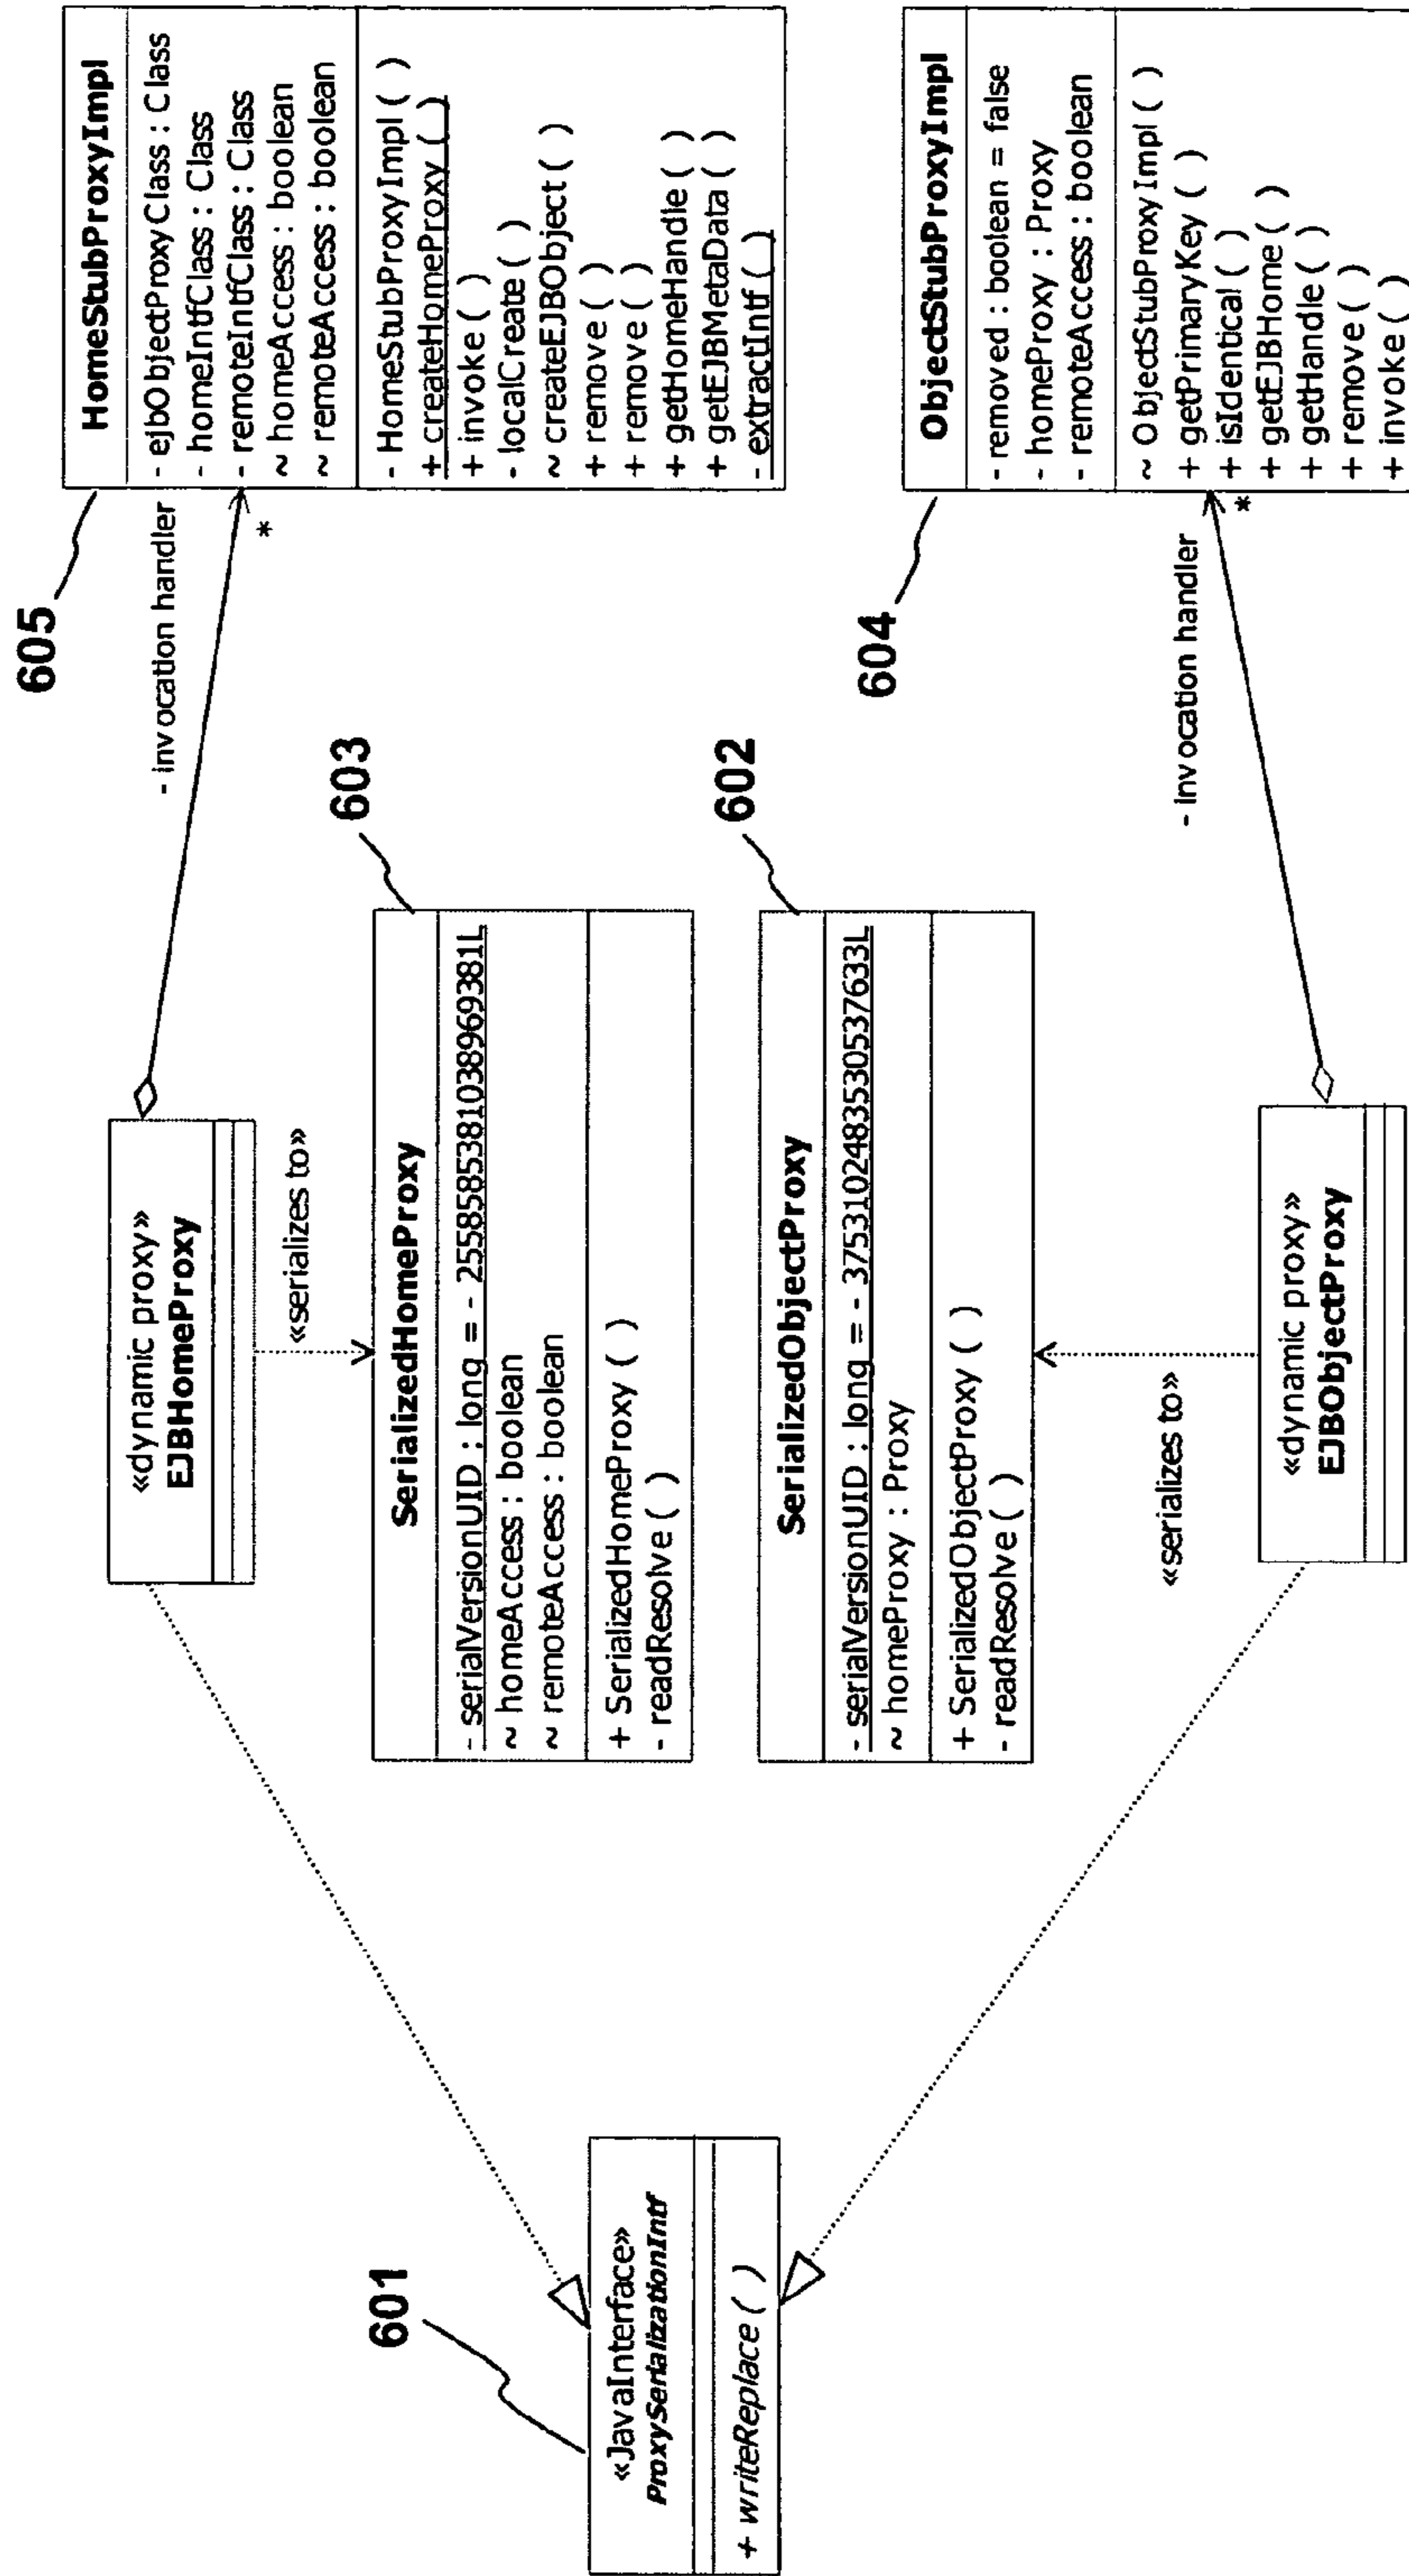 601
«JavaInterface»
ProxySerializationIntf
+ writeReplace ( )
«dynamic proxy»
EJBHomeProxy
«serializes to»
603
SerializedHomeProxy
- serialVersionUID : long = - 2558585381038969381L
~ homeAccess : boolean
~ remoteAccess : boolean
+ SerializedHomeProxy ( )
- readResolve ( )
602
SerializedObjectProxy
- serialVersionUID : long = - 3753102483530537633L
~ homeProxy : Proxy
+ SerializedObjectProxy ( )
- readResolve ( )
«serializes to»
«dynamic proxy»
EJBObjectProxy
605
- invocation handler
*
HomeStubProxyImpl
- ejbObjectProxyClass : Class
- homeIntfClass : Class
- remoteIntfClass : Class
~ homeAccess : boolean
~ remoteAccess : boolean
- HomeStubProxyImpl ( )
+ createHomeProxy ( )
+ invoke ( )
- localCreate ( )
~ createEJBObject ( )
+ remove ( )
+ remove ( )
+ getHomeHandle ( )
+ getEJBMetaData ( )
- extractIntf ( )
604
- invocation handler
*
ObjectStubProxyImpl
- removed : boolean = false
- homeProxy : Proxy
- remoteAccess : boolean
~ ObjectStubProxyImpl ( )
+ getPrimaryKey ( )
+ isIdentical ( )
+ getEJBHome ( )
+ getHandle ( )
+ remove ( )
+ invoke ( )